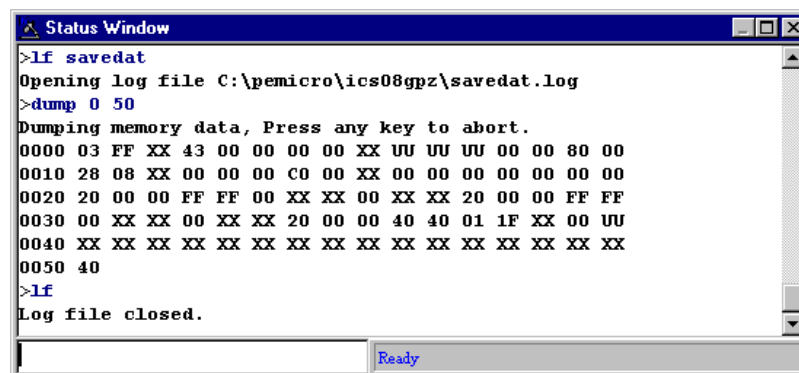 Status Window
>lf savedat
Opening log file C:\pemicro\ics08gpz\savedat.log
>dump 0 50
Dumping memory data, Press any key to abort.
0000 03 FF XX 43 00 00 00 00 XX UU UU UU 00 00 80 00
0010 28 08 XX 00 00 00 C0 00 XX 00 00 00 00 00 00 00
0020 20 00 00 FF FF 00 XX XX 00 XX XX 20 00 00 FF FF
0030 00 XX XX 00 XX XX 20 00 00 40 40 01 1F XX 00 UU
0040 XX XX XX XX XX XX XX XX XX XX XX XX XX XX XX XX
0050 40
>lf
Log file closed.
Ready